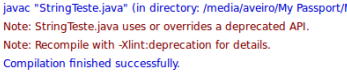 javac "StringTeste.java" (in directory: /media/aveiro/My Passport/
Note: StringTeste.java uses or overrides a deprecated API.
Note: Recompile with -Xlint:deprecation for details.
Compilation finished successfully.